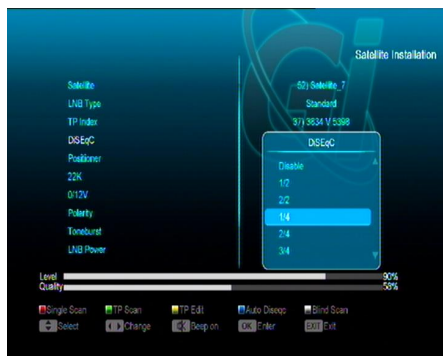 Satellite Installation
Satellite 52) Satellite_7
LNB Type Standard
TP Index 37) 3834 V 5398
DiSEqC
Positioner
22K
0/12V
Polarity
Toneburst
LNB Power
DiSEqC
Disable
1/2
2/2
1/4
2/4
3/4
Level 90%
Quality 58%
Single Scan TP Scan TP Edit Auto Diseqc Blind Scan
Select Change Beep on OK Enter EXIT Exit